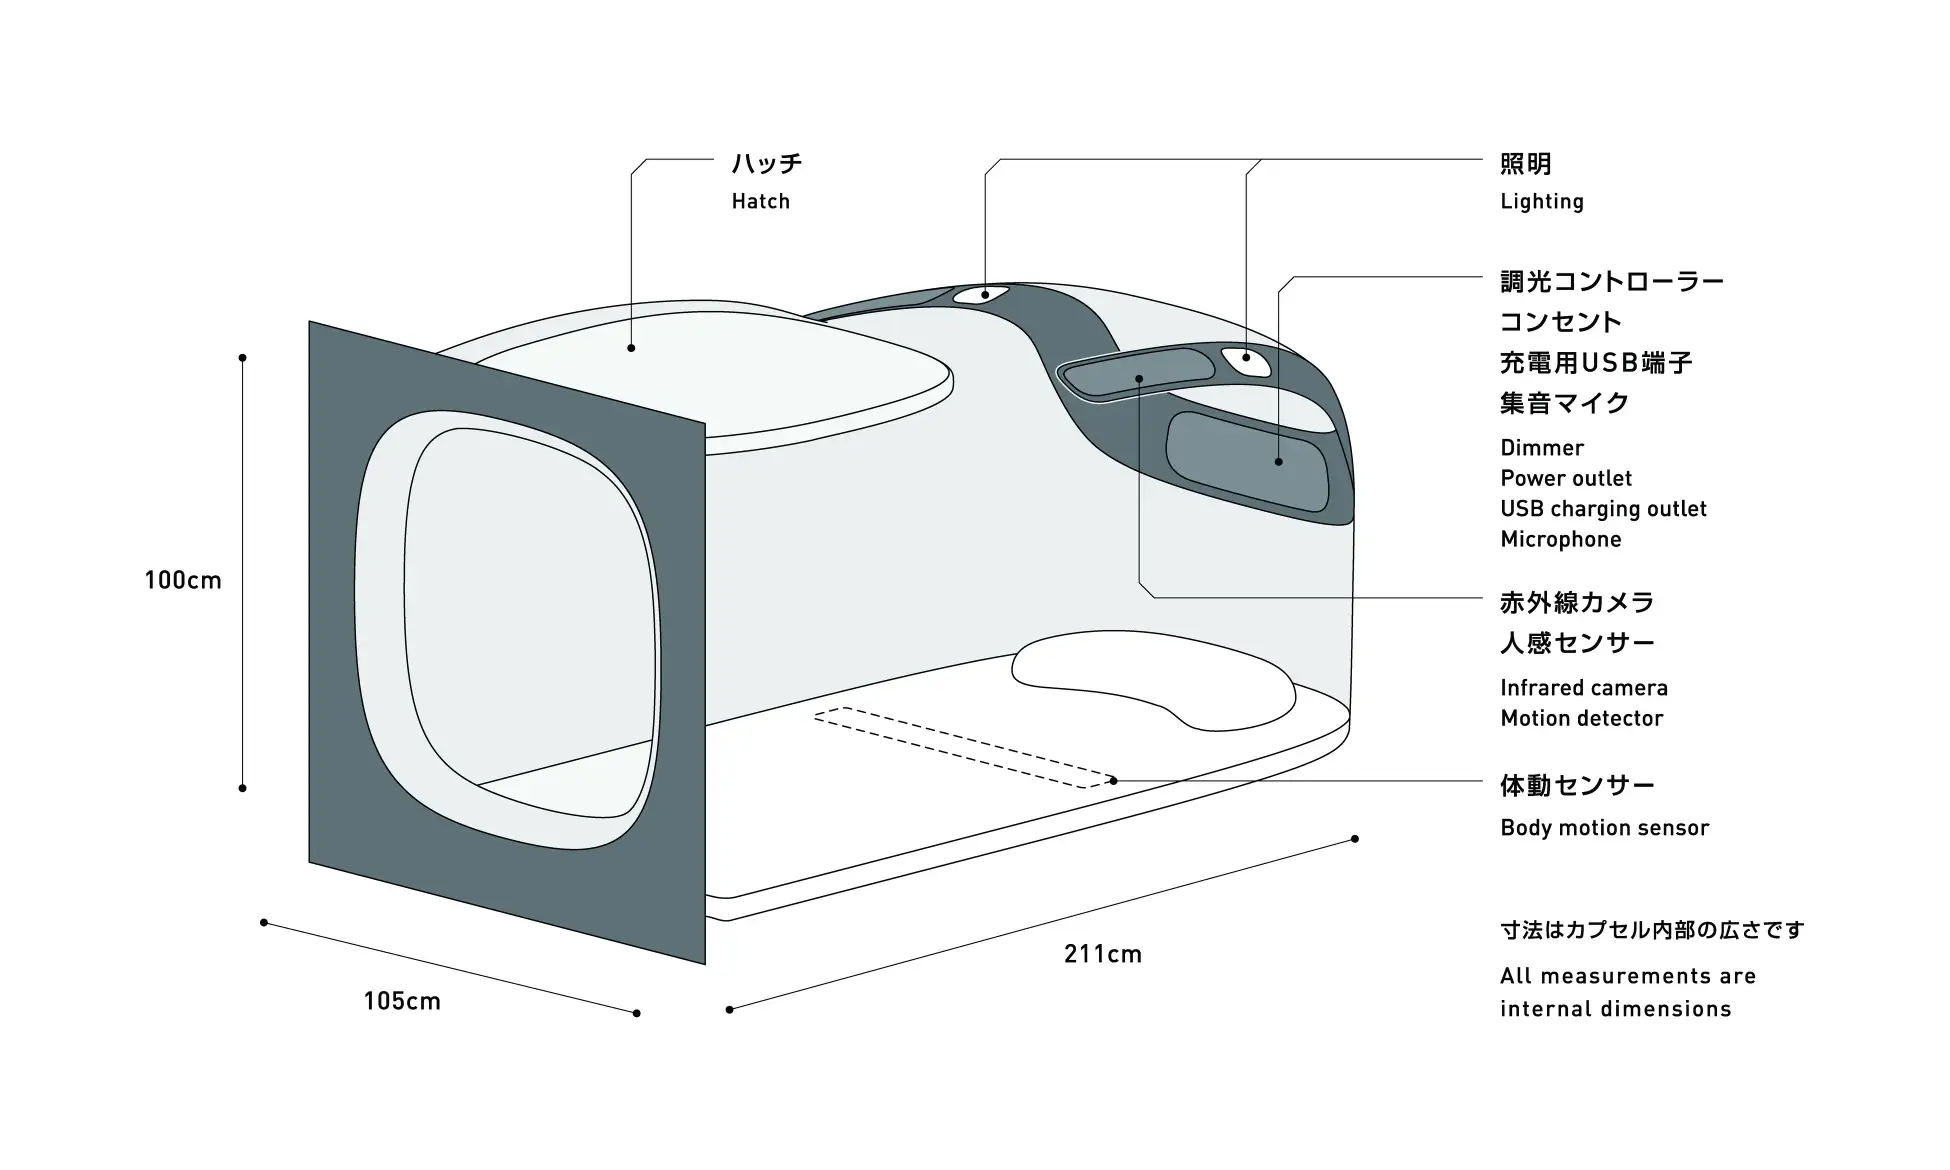 ハッチ
Hatch
照明
Lighting
調光コントローラー
コンセント
充電用USB端子
集音マイク
Dimmer
Power outlet
USB charging outlet
Microphone
赤外線カメラ
人感センサー
Infrared camera
Motion detector
体動センサー
Body motion sensor
100cm
105cm
211cm
寸法はカプセル内部の広さです
All measurements are
internal dimensions